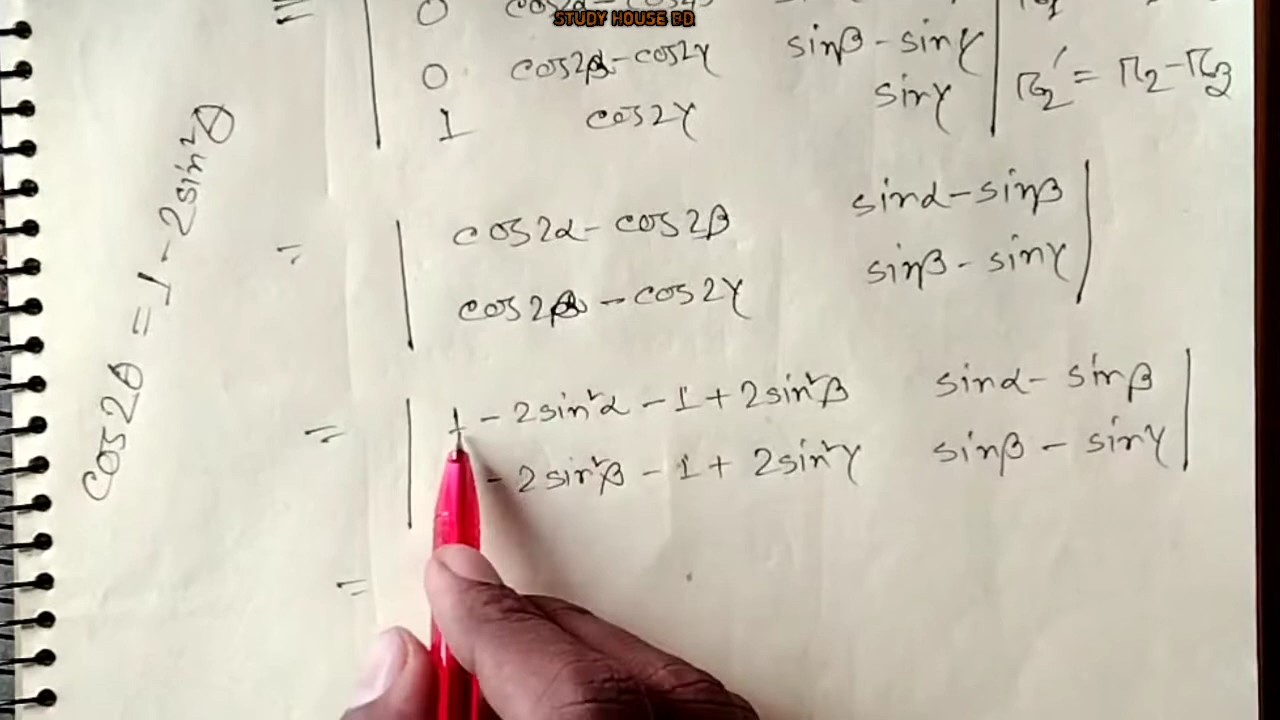 STUDY HOUSE BD
= | 0
0 cos2β - cos2γ sinβ - sinγ | r₂' = r₂ - r₃
1 cos2γ sinγ
cos2θ = 1 - 2sin²θ
= | cos2α - cos2β sinα - sinβ |
cos2β - cos2γ sinβ - sinγ
= | 1 - 2sin²α - 1 + 2sin²β sinα - sinβ |
- 2sin²β - 1 + 2sin²γ sinβ - sinγ
=